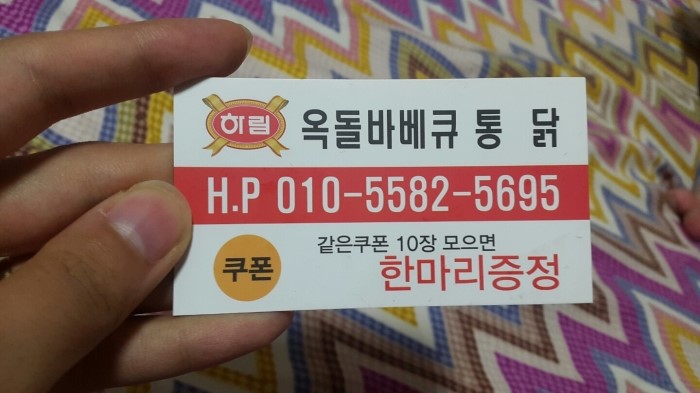 하림 옥돌바베큐 통 닭
H.P 010-5582-5695
쿠폰 같은쿠폰 10장 모으면
한마리증정